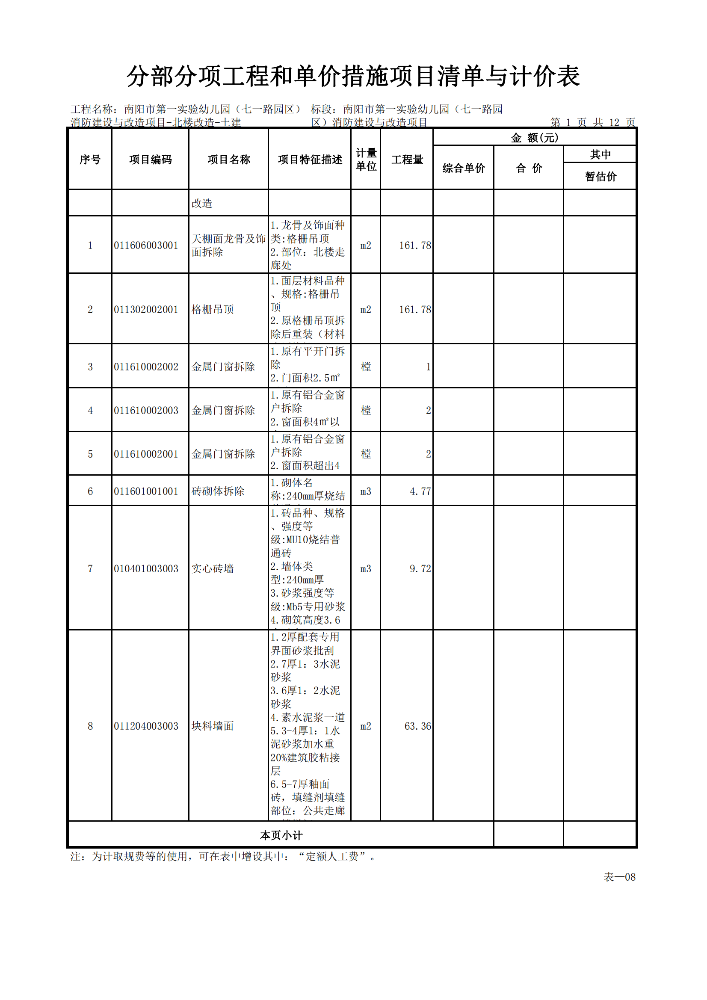 分部分项工程和单价措施项目清单与计价表
工程名称：南阳市第一实验幼儿园（七一路园区） 标段：南阳市第一实验幼儿园（七一路园
消防建设与改造项目-北楼改造-土建 区）消防建设与改造项目 第 1 页 共 12 页
序号 项目编码 项目名称 项目特征描述 计量单位 工程量 金 额(元)
综合单价 合 价 其中
暂估价
改造
1 011606003001 天棚面龙骨及饰面拆除 1.龙骨及饰面种
类:格栅吊顶
2.部位：北楼走
廊处
m2 161.78
2 011302002001 格栅吊顶 1.面层材料品种
、规格:格栅吊
顶
2.原格栅吊顶拆
除后重装（材料
m2 161.78
3 011610002002 金属门窗拆除 1.原有平开门拆
除
2.门面积2.5㎡
樘 1
4 011610002003 金属门窗拆除 1.原有铝合金窗
户拆除
2.窗面积4㎡以
樘 2
5 011610002001 金属门窗拆除 1.原有铝合金窗
户拆除
2.窗面积超出4
樘 2
6 011601001001 砖砌体拆除 1.砌体名
称:240mm厚烧结
m3 4.77
7 010401003003 实心砖墙 1.砖品种、规格
、强度等
级:MU10烧结普
通砖
2.墙体类
型:240mm厚
3.砂浆强度等
级:Mb5专用砂浆
4.砌筑高度3.6
m3 9.72
8 011204003003 块料墙面 1.2厚配套专用
界面砂浆批刮
2.7厚1：3水泥
砂浆
3.6厚1：2水泥
砂浆
4.素水泥浆一道
5.3-4厚1：1水
泥砂浆加水重
20%建筑胶粘接
层
6.5-7厚釉面
砖，填缝剂填缝
部位：公共走廊
m2 63.36
本页小计
注：为计取规费等的使用，可在表中增设其中：“定额人工费”。
表—08